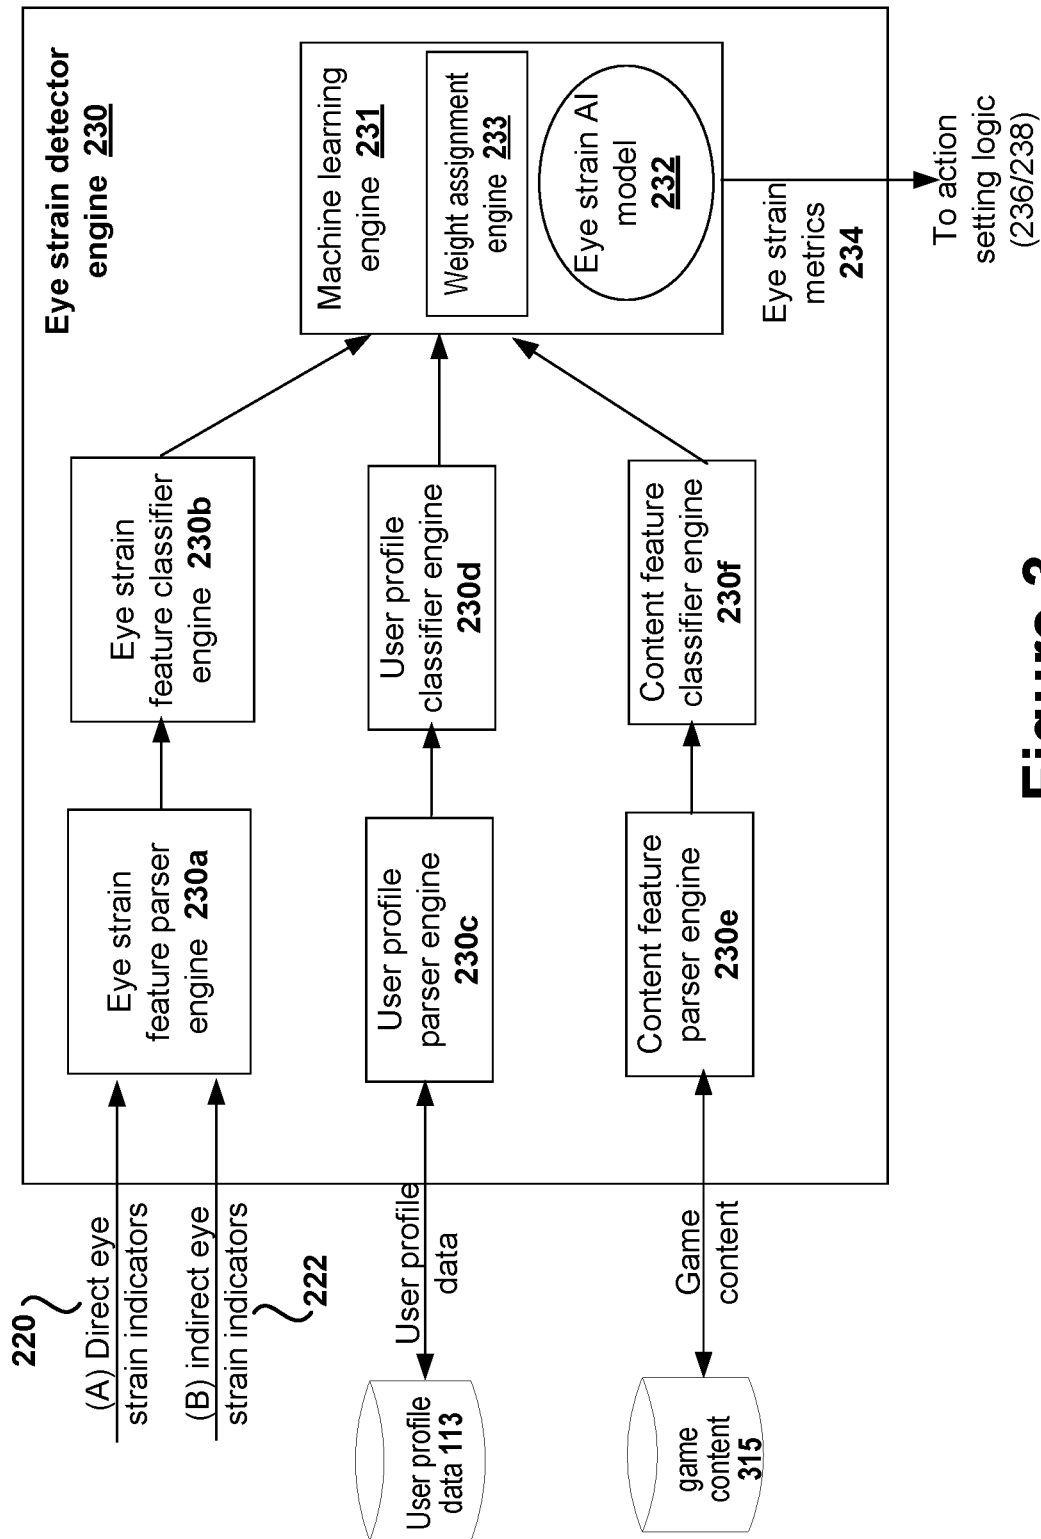 Eye strain detector
engine 230
220
(A) Direct eye
strain indicators
(B) indirect eye
strain indicators
222
Eye strain
feature parser
engine 230a
Eye strain
feature classifier
engine 230b
Machine learning
engine 231
Weight assignment
engine 233
Eye strain AI
model
232
User profile
data 113
User profile
data
User profile
parser engine
230c
User profile
classifier engine
230d
game
content
315
Game
content
Content feature
parser engine
230e
Content feature
classifier engine
230f
Eye strain
metrics
234
To action
setting logic
(236/238)